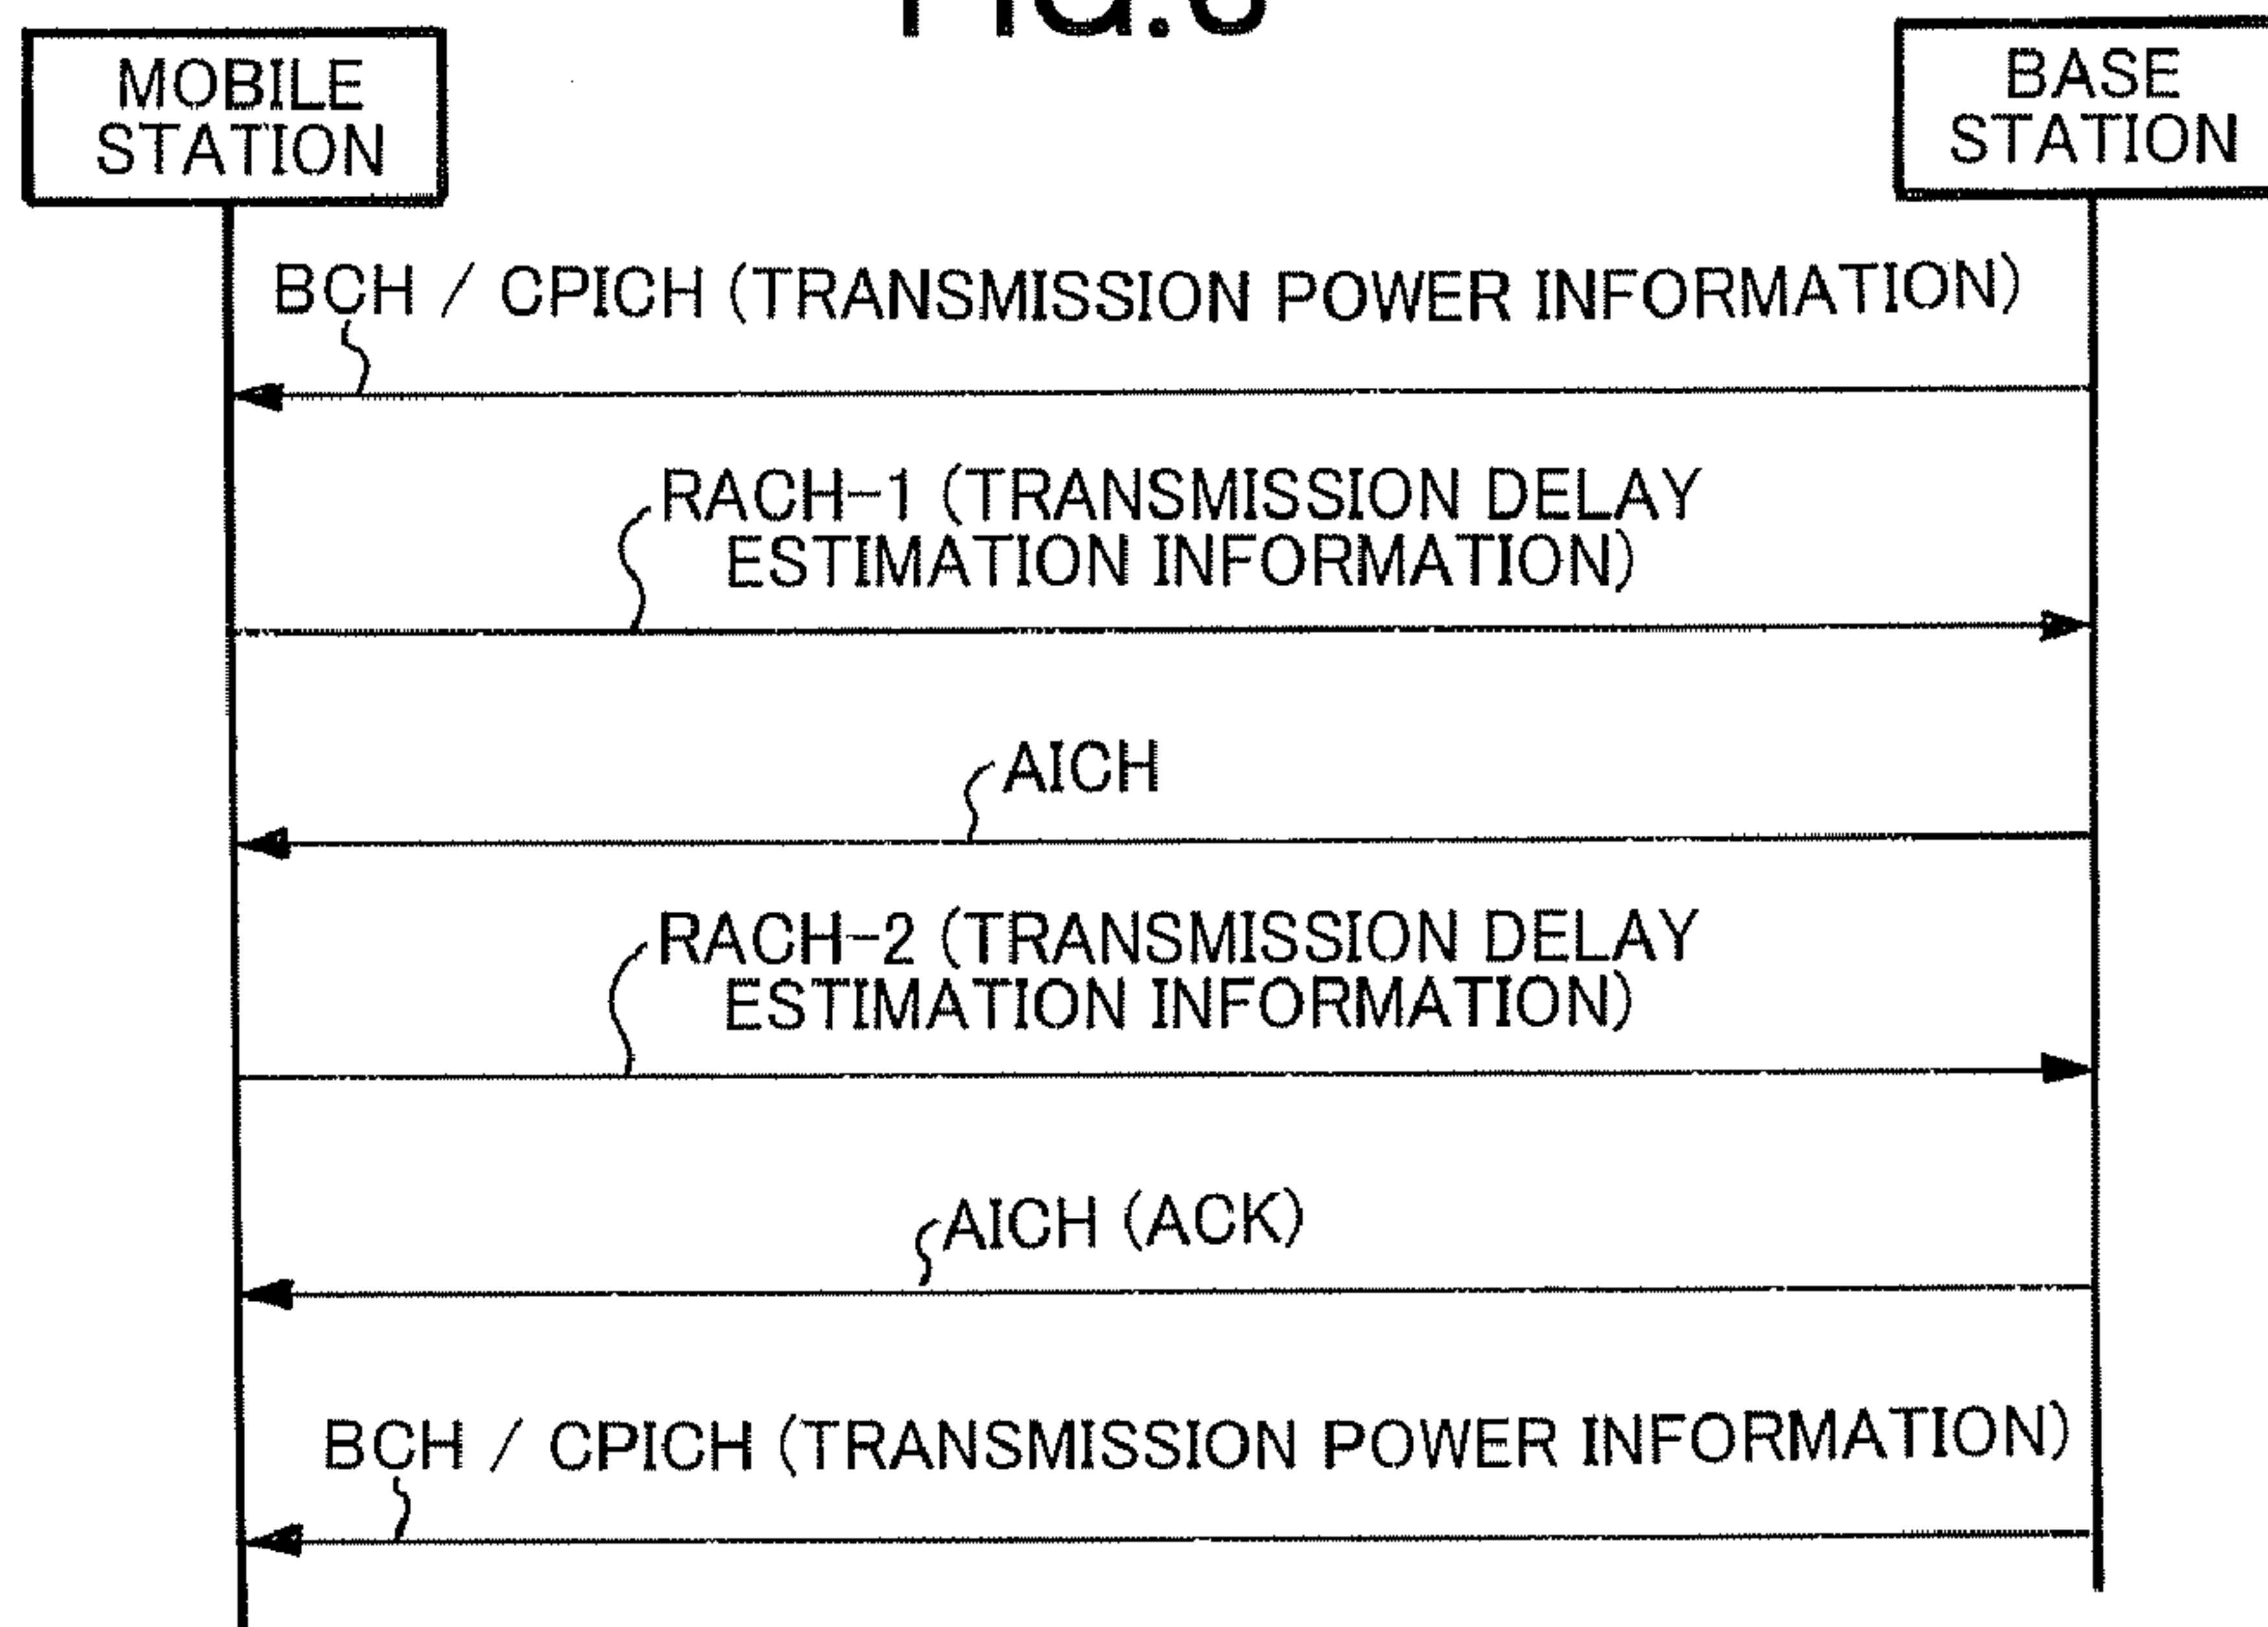 MOBILE
STATION
BASE
STATION
BCH / CPICH (TRANSMISSION POWER INFORMATION)
RACH-1 (TRANSMISSION DELAY
ESTIMATION INFORMATION)
AICH
RACH-2 (TRANSMISSION DELAY
ESTIMATION INFORMATION)
AICH (ACK)
BCH / CPICH (TRANSMISSION POWER INFORMATION)